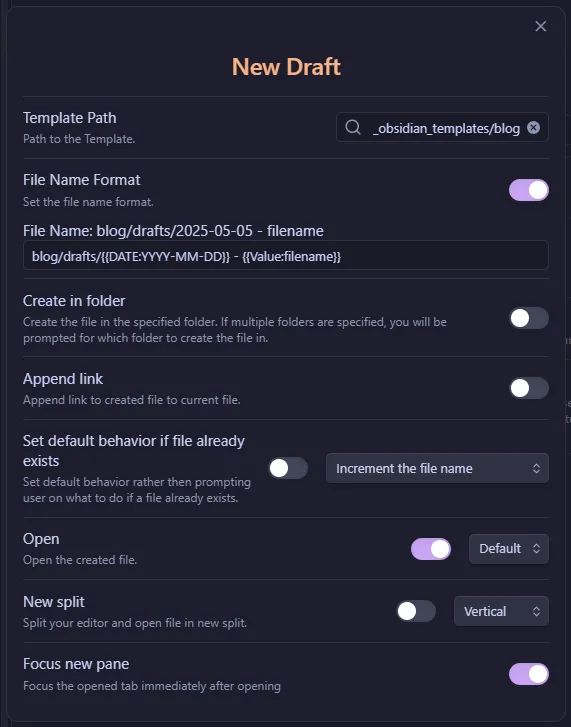 New Draft
Template Path
Path to the Template.
_obsidian_templates/blog
File Name Format
Set the file name format.
File Name: blog/drafts/2025-05-05 - filename
blog/drafts/{{DATE:YYYY-MM-DD}} - {{Value:filename}}
Create in folder
Create the file in the specified folder. If multiple folders are specified, you will be
prompted for which folder to create the file in.
Append link
Append link to created file to current file.
Set default behavior if file already
exists
Set default behavior rather then prompting
user on what to do if a file already exists.
Increment the file name
Open
Open the created file.
Default
New split
Split your editor and open file in new split.
Vertical
Focus new pane
Focus the opened tab immediately after opening